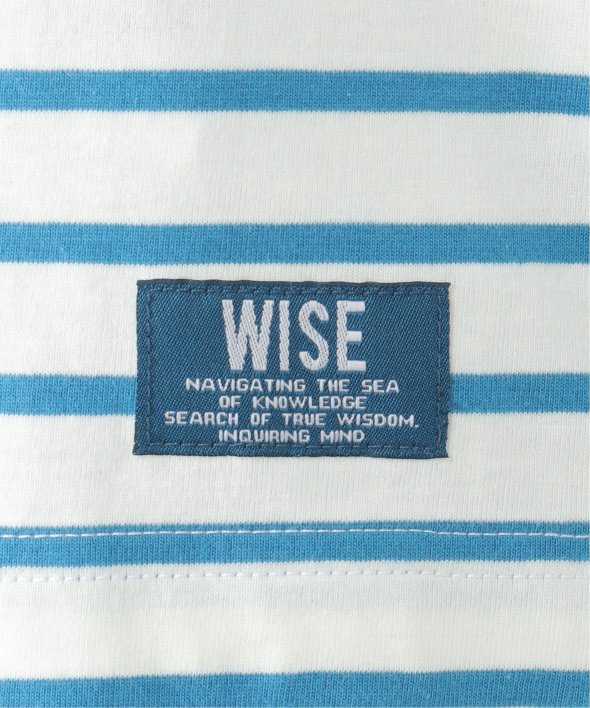 WISE
NAVIGATING THE SEA
OF KNOWLEDGE
SEARCH OF TRUE WISDOM.
INQUIRING MIND